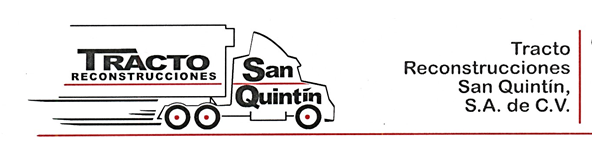 TRACTO
RECONSTRUCCIONES
San
Quintín
Tracto
Reconstrucciones
San Quintín,
S.A. de C.V.